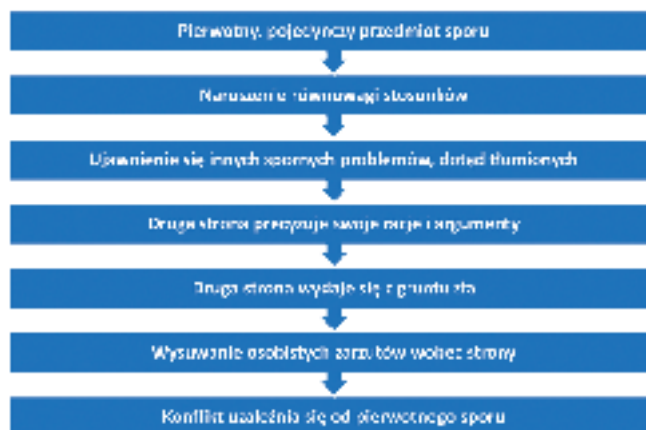 Pierwotny, pojedynczy przedmiot sporu
Naruszenie równowagi stosunków
Ujawnienie się innych spornych problemów, dotąd tłumionych
Druga strona precyzuje swoje racje i argumenty
Druga strona wydaje się z gruntu zła
Wysuwanie osobistych zarzutów wobec strony
Konflikt uzależnia się od pierwotnego sporu